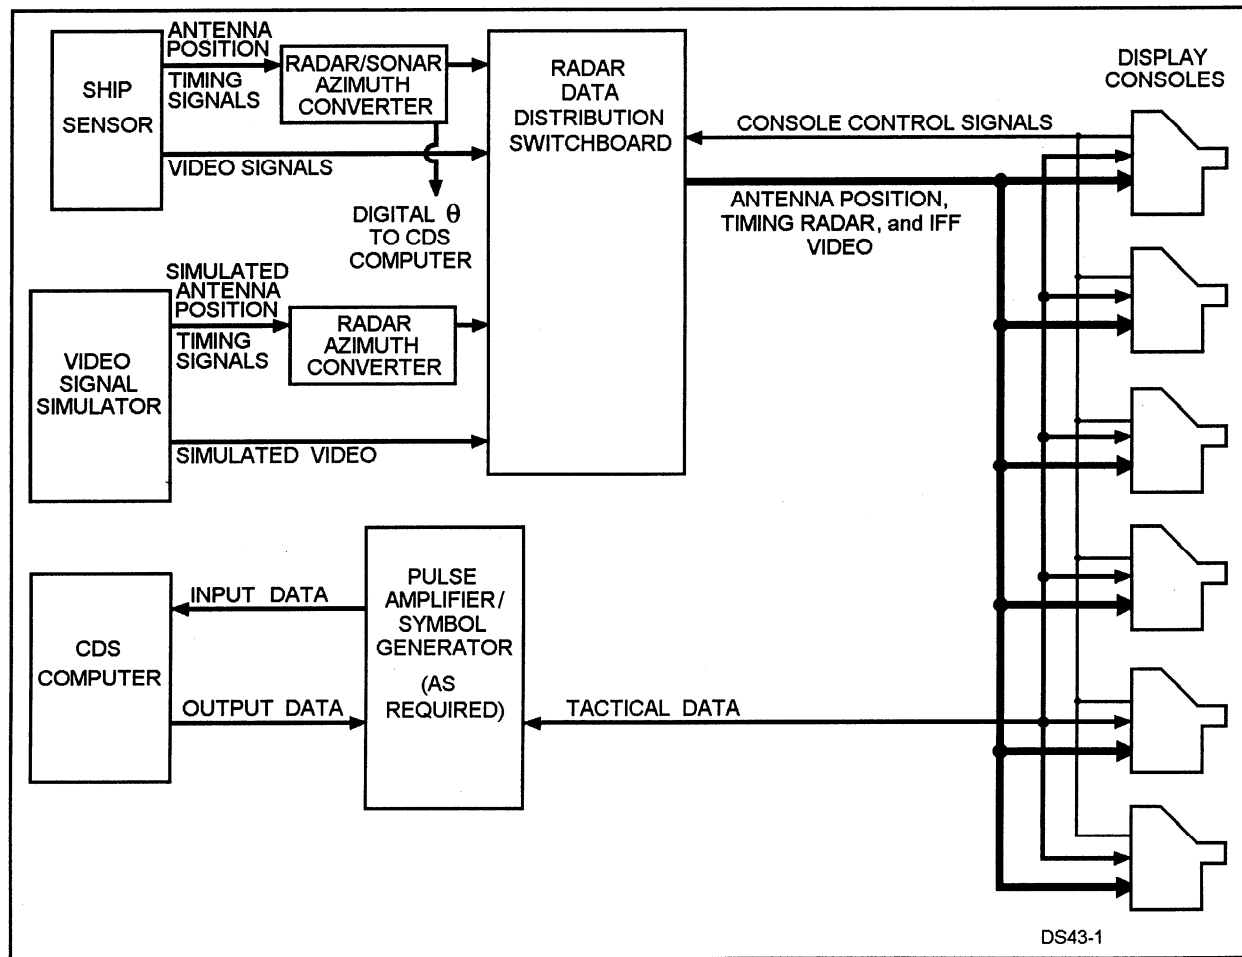 ANTENNA
POSITION
TIMING
SIGNALS
SHIP
SENSOR
RADAR/SONAR
AZIMUTH
CONVERTER
VIDEO SIGNALS
DIGITAL θ
TO CDS
COMPUTER
RADAR
DATA
DISTRIBUTION
SWITCHBOARD
DISPLAY
CONSOLES
CONSOLE CONTROL SIGNALS
ANTENNA POSITION,
TIMING RADAR, and IFF
VIDEO
SIMULATED
ANTENNA
POSITION
TIMING
SIGNALS
VIDEO
SIGNAL
SIMULATOR
RADAR
AZIMUTH
CONVERTER
SIMULATED VIDEO
CDS
COMPUTER
INPUT DATA
OUTPUT DATA
PULSE
AMPLIFIER/
SYMBOL
GENERATOR
(AS
REQUIRED)
TACTICAL DATA
DS43-1